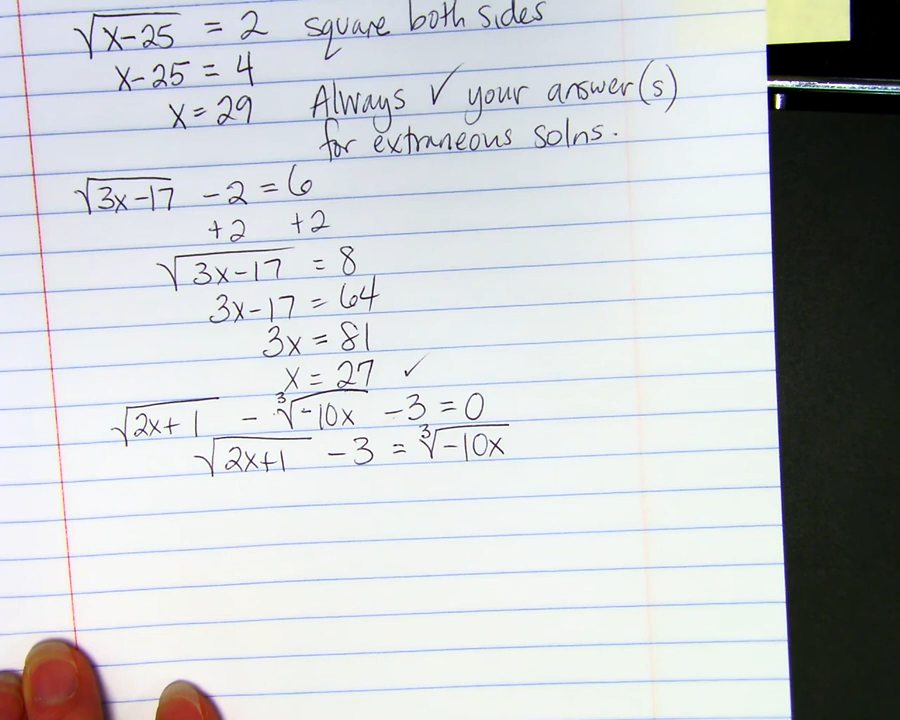 √(x-25) = 2 square both sides
x-25 = 4
x = 29 Always ✓ your answer(s)
for extraneous solns.
√(3x-17) -2 = 6
+2 +2
√(3x-17) = 8
3x-17 = 64
3x = 81
x = 27 ✓
√(2x+1) - ∛(-10x) -3 = 0
√(2x+1) -3 = ∛(-10x)